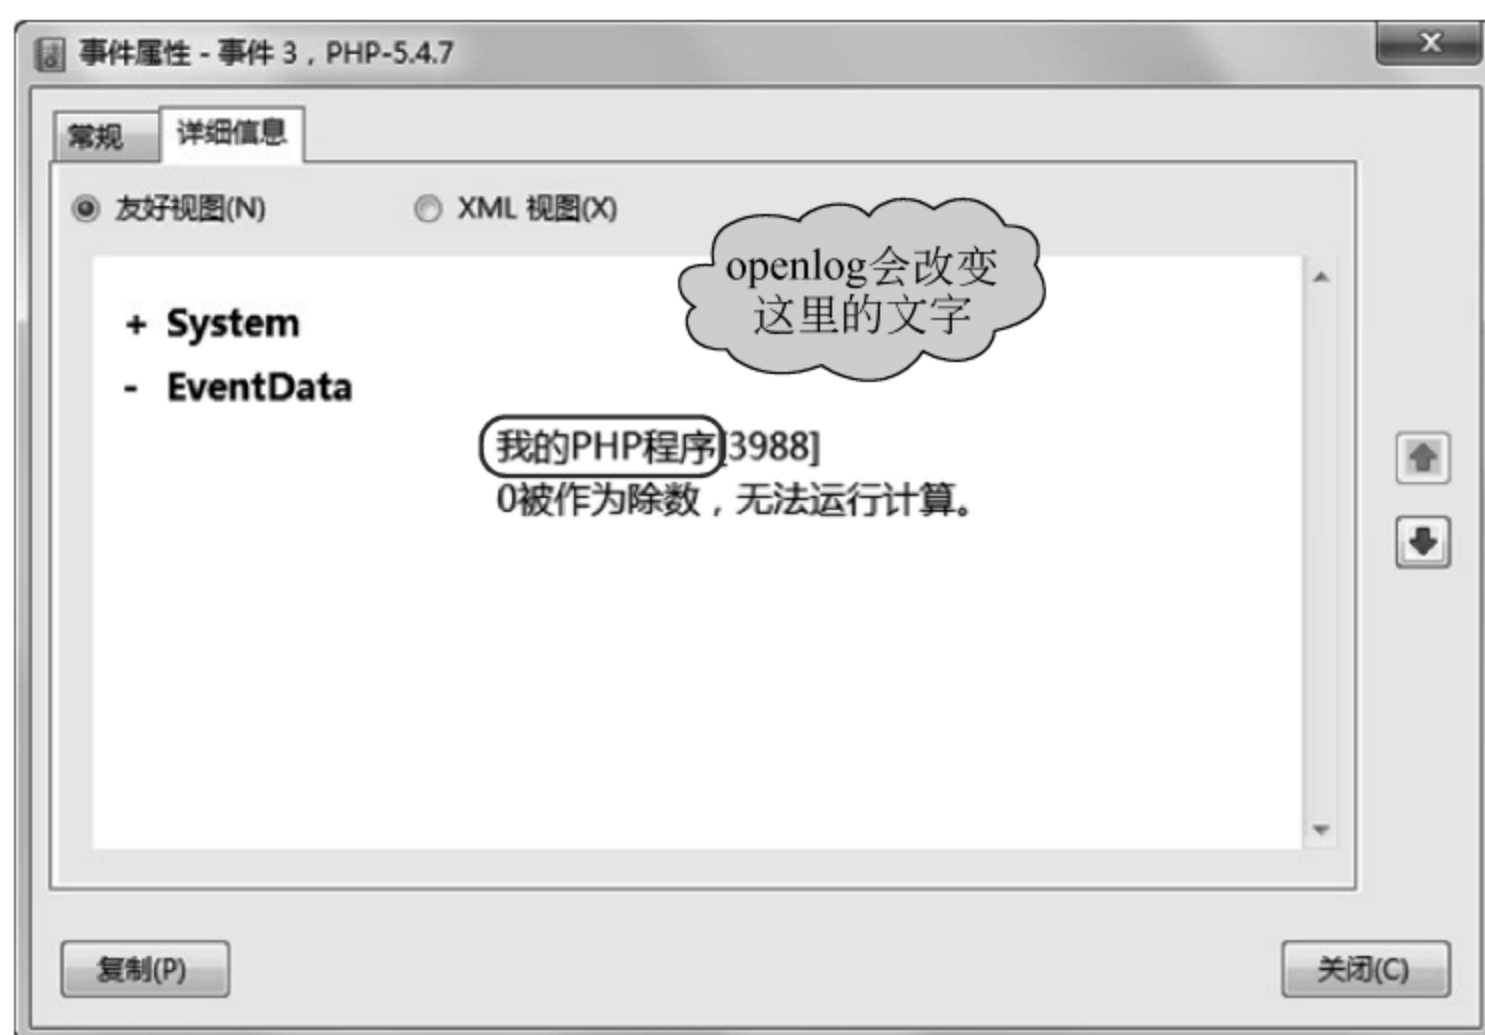 事件属性 - 事件 3，PHP-5.4.7
常规 详细信息
友好视图(N) XML 视图(X)
openlog会改变
这里的文字
+ System
- EventData
我的PHP程序[3988]
0被作为除数，无法运行计算。
复制(P) 关闭(C)